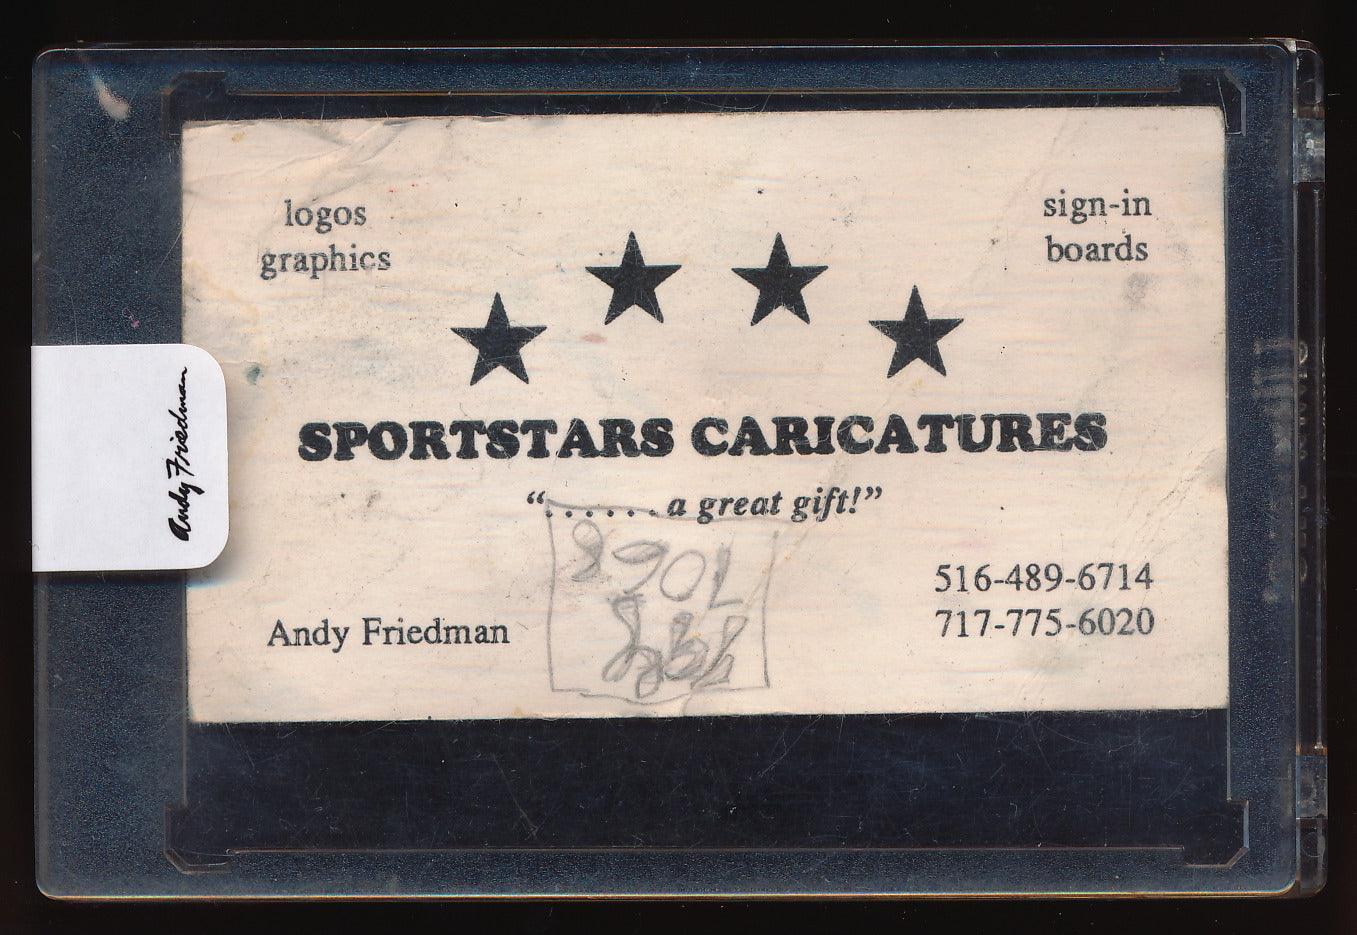 logos
graphics
sign-in
boards
SPORTSTARS CARICATURES
“.......a great gift!”
Andy Friedman
516-489-6714
717-775-6020
Andy Friedman